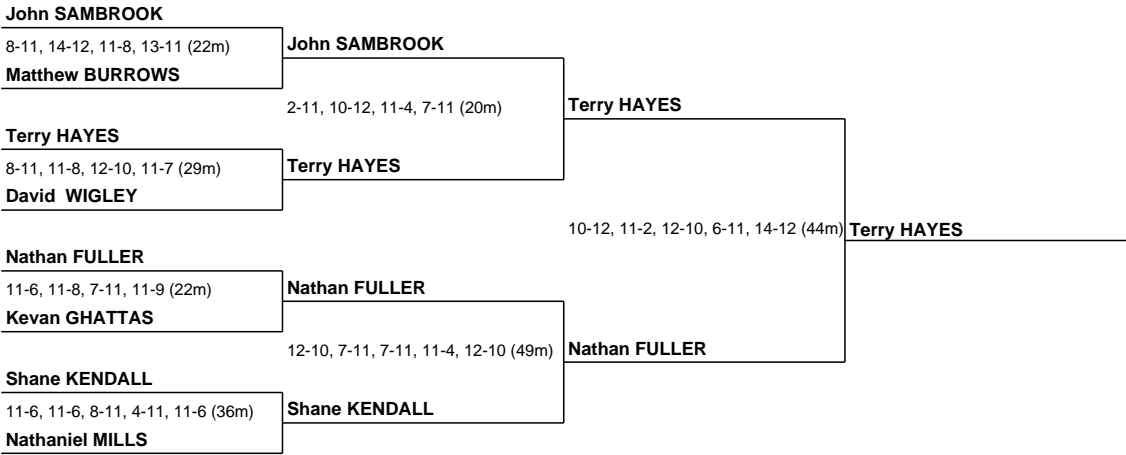 John SAMBROOK
8-11, 14-12, 11-8, 13-11 (22m)
Matthew BURROWS
John SAMBROOK
2-11, 10-12, 11-4, 7-11 (20m)
Terry HAYES
Terry HAYES
8-11, 11-8, 12-10, 11-7 (29m)
David  WIGLEY
Terry HAYES
10-12, 11-2, 12-10, 6-11, 14-12 (44m)
Terry HAYES
Nathan FULLER
11-6, 11-8, 7-11, 11-9 (22m)
Kevan GHATTAS
Nathan FULLER
12-10, 7-11, 7-11, 11-4, 12-10 (49m)
Nathan FULLER
Shane KENDALL
11-6, 11-6, 8-11, 4-11, 11-6 (36m)
Nathaniel MILLS
Shane KENDALL